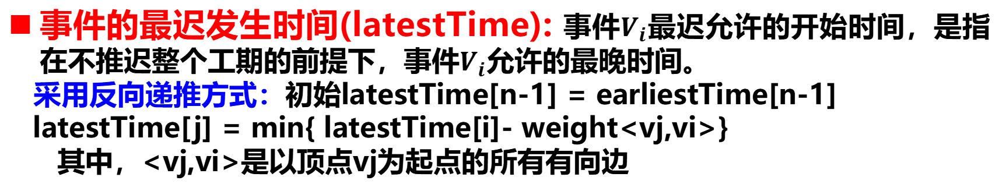 ■ 事件的最迟发生时间(latestTime): 事件Vi最迟允许的开始时间，是指
在不推迟整个工期的前提下，事件Vi允许的最晚时间。
采用反向递推方式：初始latestTime[n-1] = earliestTime[n-1]
latestTime[j] = min{ latestTime[i]- weight<vj,vi>}
其中，<vj,vi>是以顶点vj为起点的所有有向边